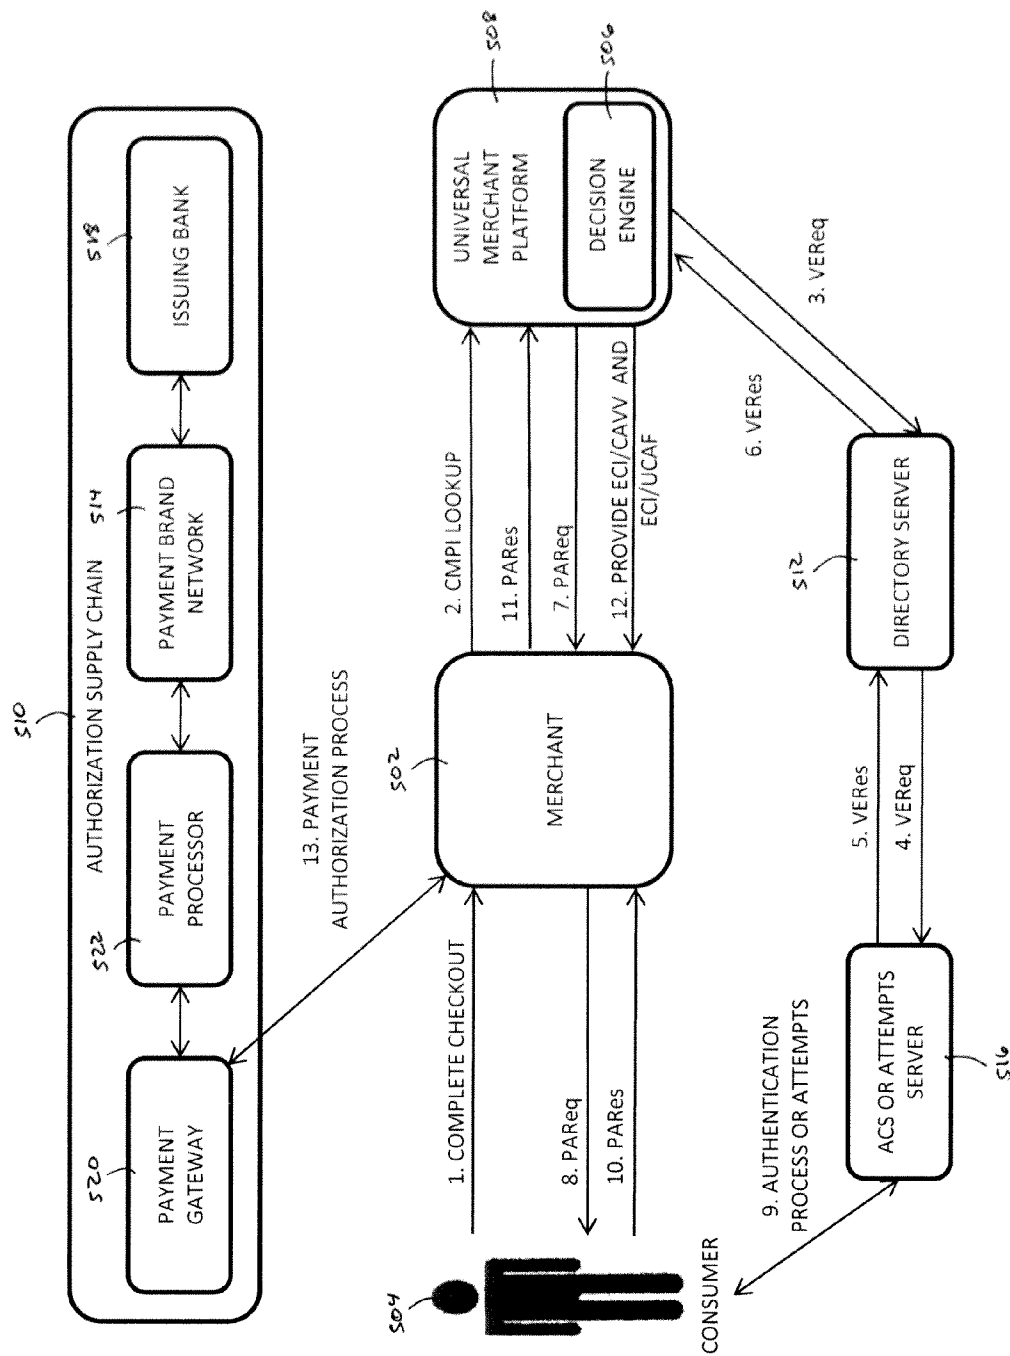 510
AUTHORIZATION SUPPLY CHAIN
520
PAYMENT
GATEWAY
522
PAYMENT
PROCESSOR
514
PAYMENT BRAND
NETWORK
518
ISSUING BANK
13. PAYMENT
AUTHORIZATION PROCESS
504
CONSUMER
1. COMPLETE CHECKOUT
8. PAReq
10. PARes
502
MERCHANT
2. CMPI LOOKUP
11. PARes
7. PAReq
12. PROVIDE ECI/CAVV AND
ECI/UCAF
508
UNIVERSAL
MERCHANT
PLATFORM
506
DECISION
ENGINE
6. VERes
3. VEReq
9. AUTHENTICATION
PROCESS OR ATTEMPTS
ACS OR ATTEMPTS
SERVER
516
5. VERes
4. VEReq
512
DIRECTORY SERVER